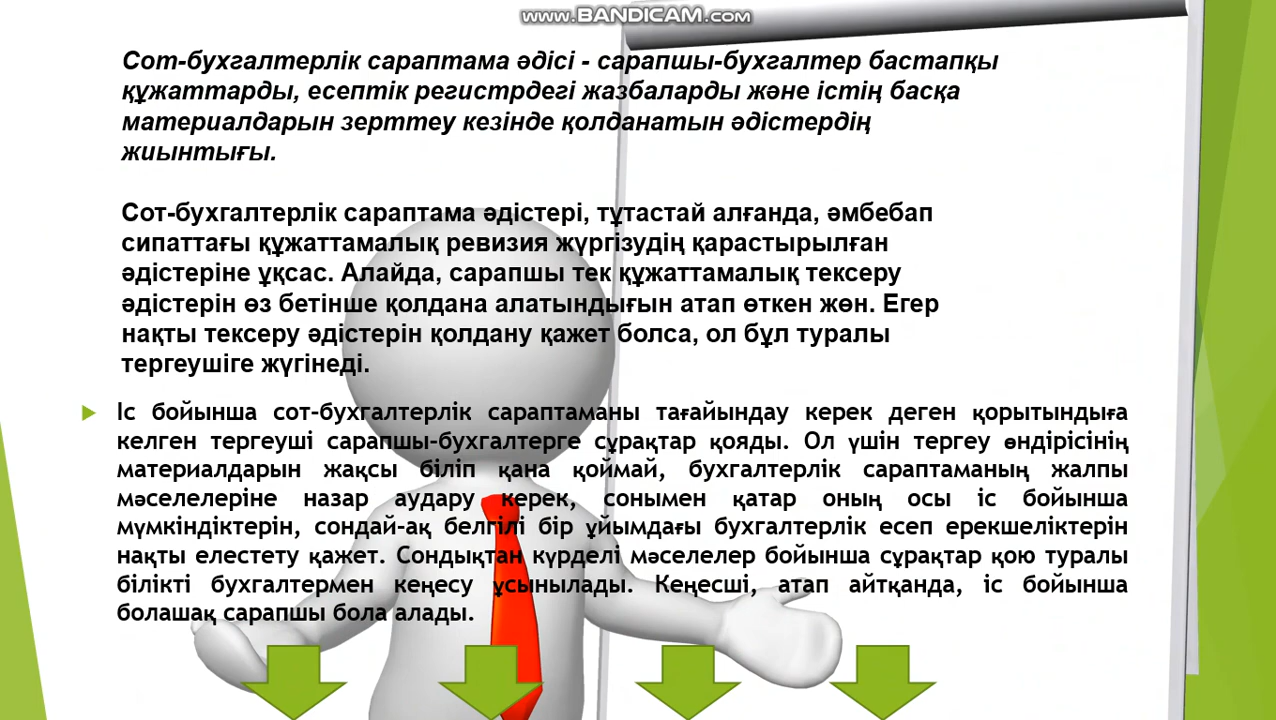 www.BANDICAM.com
Сот-бухгалтерлік сараптама әдісі - сарапшы-бухгалтер бастапқы
құжаттарды, есептік регистрдегі жазбаларды және істің басқа
материалдарын зерттеу кезінде қолданатын әдістердің
жиынтығы.
Сот-бухгалтерлік сараптама әдістері, тұтастай алғанда, әмбебап
сипаттағы құжаттамалық ревизия жүргізудің қарастырылған
әдістеріне ұқсас. Алайда, сарапшы тек құжаттамалық тексеру
әдістерін өз бетінше қолдана алатындығын атап өткен жөн. Егер
нақты тексеру әдістерін қолдану қажет болса, ол бұл туралы
тергеушіге жүгінеді.
Іс бойынша сот-бухгалтерлік сараптаманы тағайындау керек деген қорытындыға
келген тергеуші сарапшы-бухгалтерге сұрақтар қояды. Ол үшін тергеу өндірісінің
материалдарын жақсы біліп қана қоймай, бухгалтерлік сараптаманың жалпы
мәселелеріне назар аудару керек, сонымен қатар оның осы іс бойынша
мүмкіндіктерін, сондай-ақ белгілі бір ұйымдағы бухгалтерлік есеп ерекшеліктерін
нақты елестету қажет. Сондықтан күрделі мәселелер бойынша сұрақтар қою туралы
білікті бухгалтермен кеңесу ұсынылады. Кеңесші, атап айтқанда, іс бойынша
болашақ сарапшы бола алады.